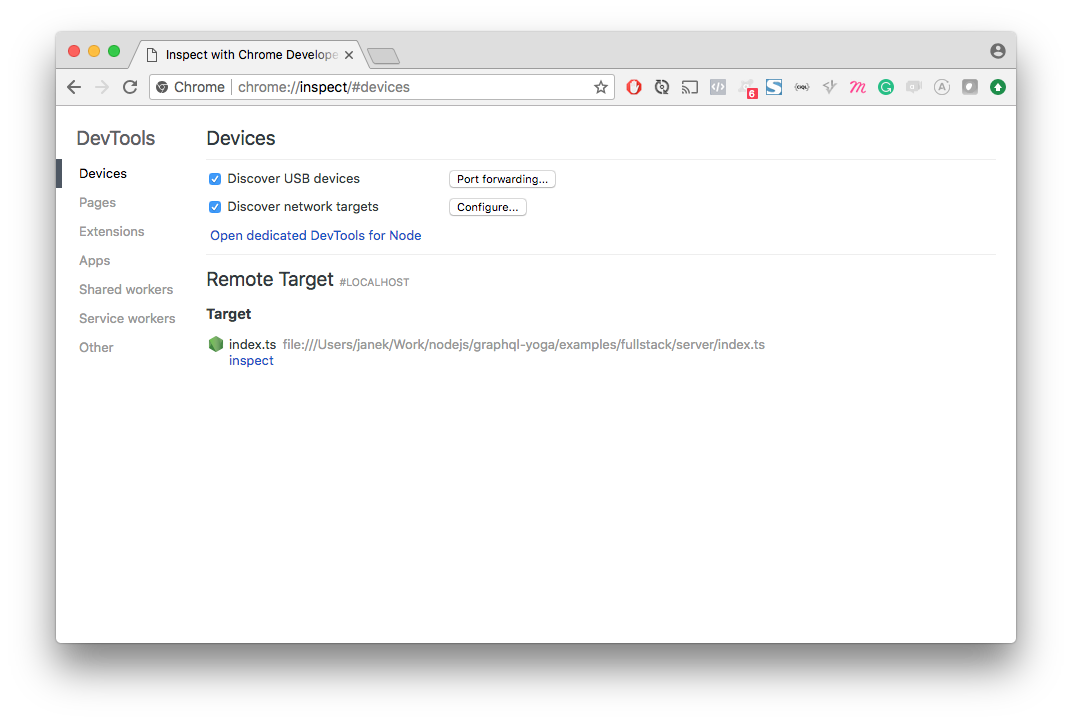 Inspect with Chrome Develope
Chrome chrome://inspect/#devices
6
CIQL
m
G
A
DevTools
Devices
Pages
Extensions
Apps
Shared workers
Service workers
Other
Devices
Discover USB devices Port forwarding...
Discover network targets Configure...
Open dedicated DevTools for Node
Remote Target #LOCALHOST
Target
index.ts file:///Users/janek/Work/nodejs/graphql-yoga/examples/fullstack/server/index.ts
inspect